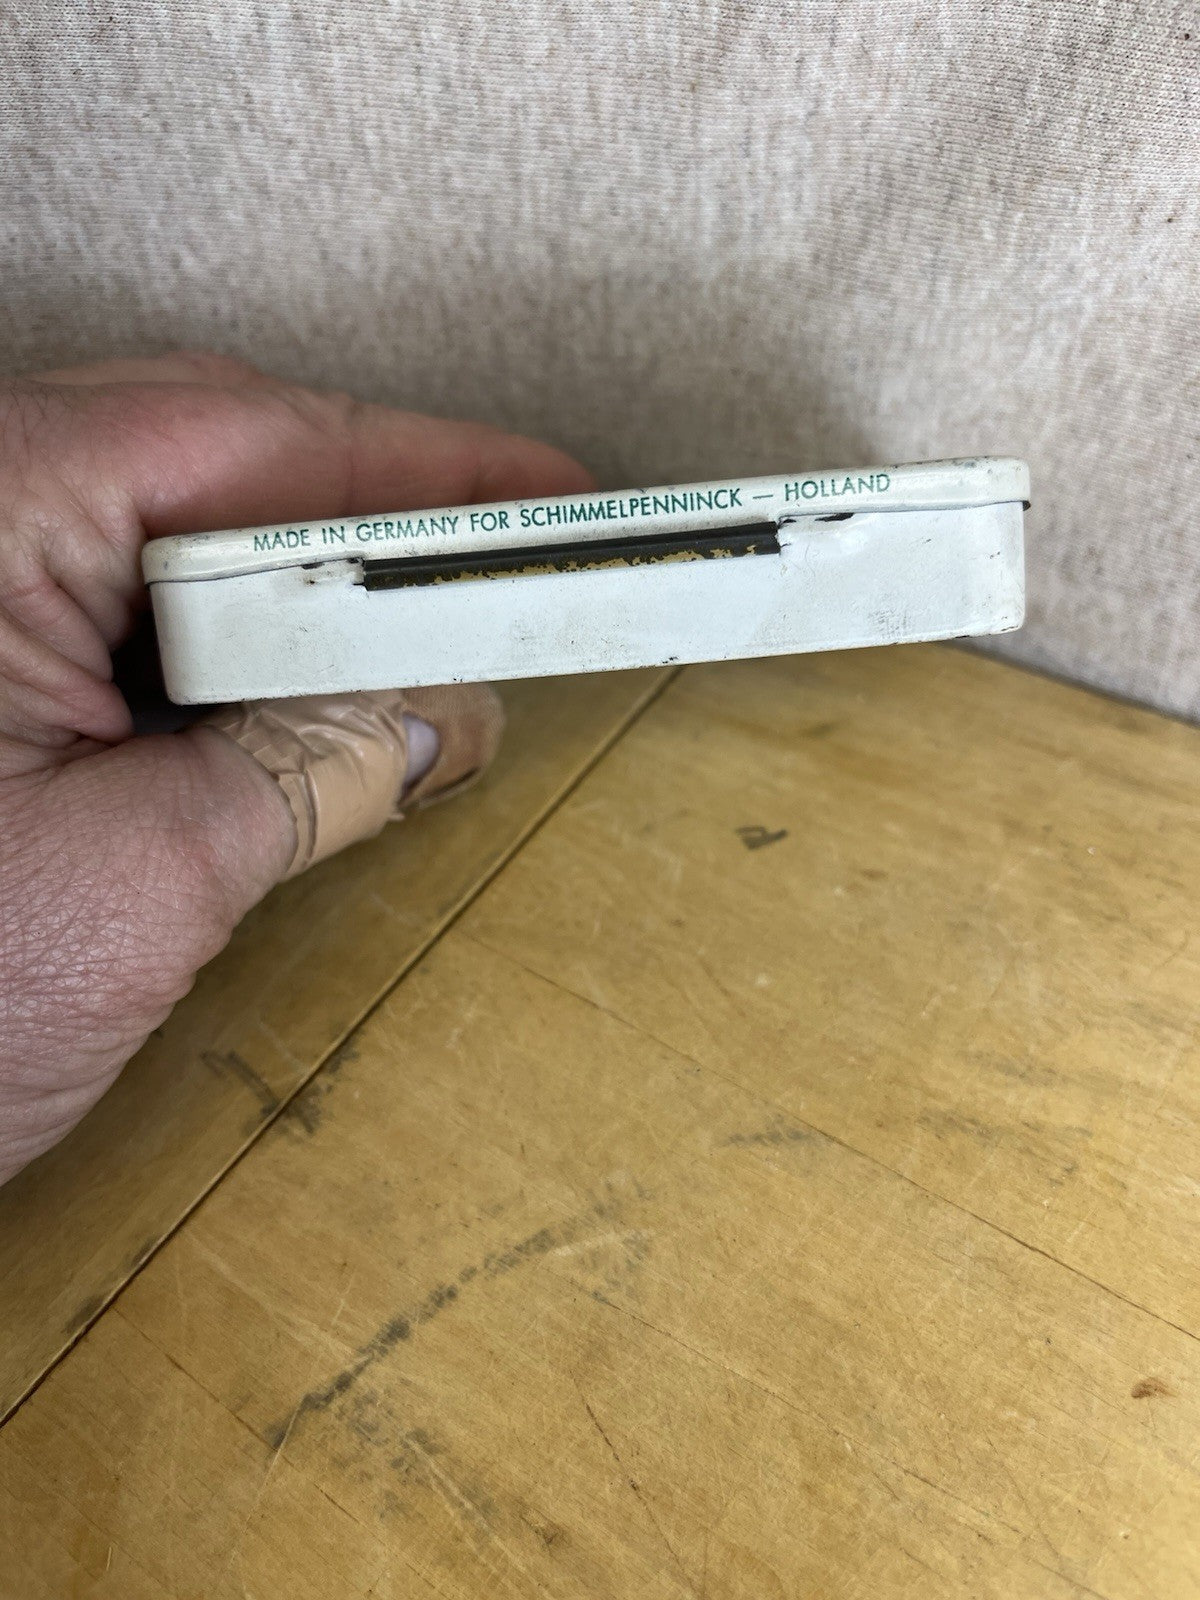 MADE IN GERMANY FOR SCHIMMELPENNINCK — HOLLAND